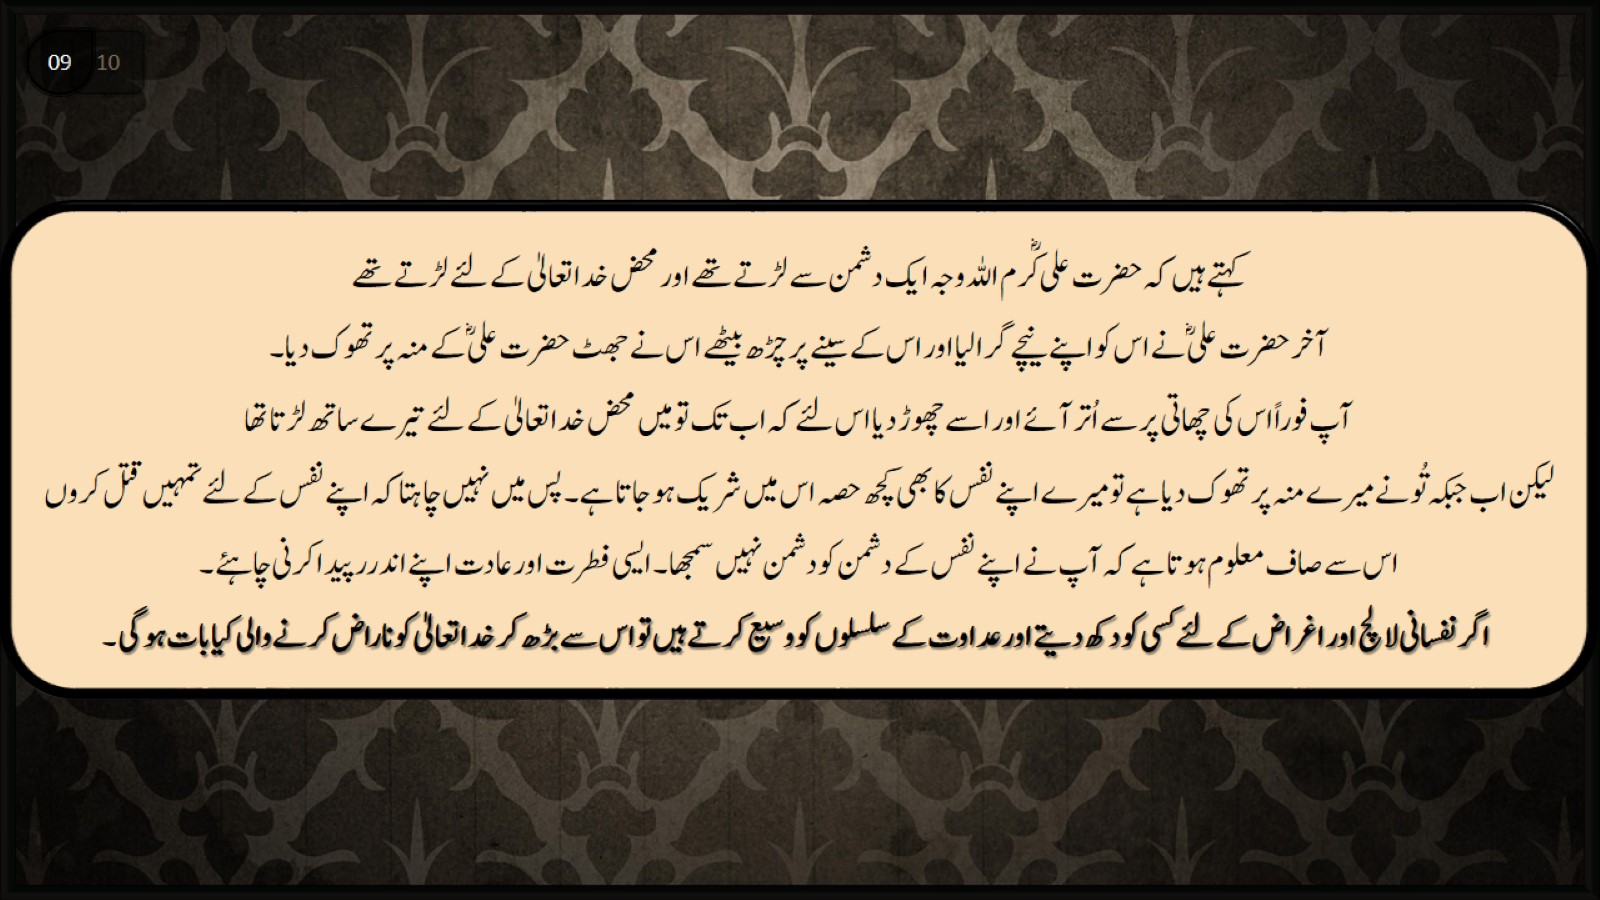 09 10
کہتے ہیں کہ حضرت علیؓ کرم اللہ وجہ ایک دشمن سے لڑتے تھے اور محض خدا تعالیٰ کے لئے لڑتے تھے
آخر حضرت علیؓ نے اس کو اپنے نیچے گرا لیا اور اس کے سینے پر چڑھ بیٹھے اس نے جھٹ حضرت علیؓ کے منہ پر تھوک دیا۔
آپ فوراً اس کی چھاتی پر سے اُتر آئے اور اسے چھوڑ دیا اس لئے کہ اب تک تو میں محض خدا تعالیٰ کے لئے تیرے ساتھ لڑتا تھا
لیکن اب جبکہ تُو نے میرے منہ پر تھوک دیا ہے تو میرے اپنے نفس کا بھی کچھ حصہ اس میں شریک ہو جاتا ہے۔ پس میں نہیں چاہتا کہ اپنے نفس کے لئے تمہیں قتل کروں
اس سے صاف معلوم ہوتا ہے کہ آپ نے اپنے نفس کے دشمن کو دشمن نہیں سمجھا۔ ایسی فطرت اور عادت اپنے اندر پیدا کرنی چاہئے۔
اگر نفسانی لالچ اور اغراض کے لئے کسی کو دکھ دیتے اور عداوت کے سلسلوں کو وسیع کرتے ہیں تو اس سے بڑھ کر خدا تعالیٰ کو ناراض کرنے والی کیا بات ہو گی۔